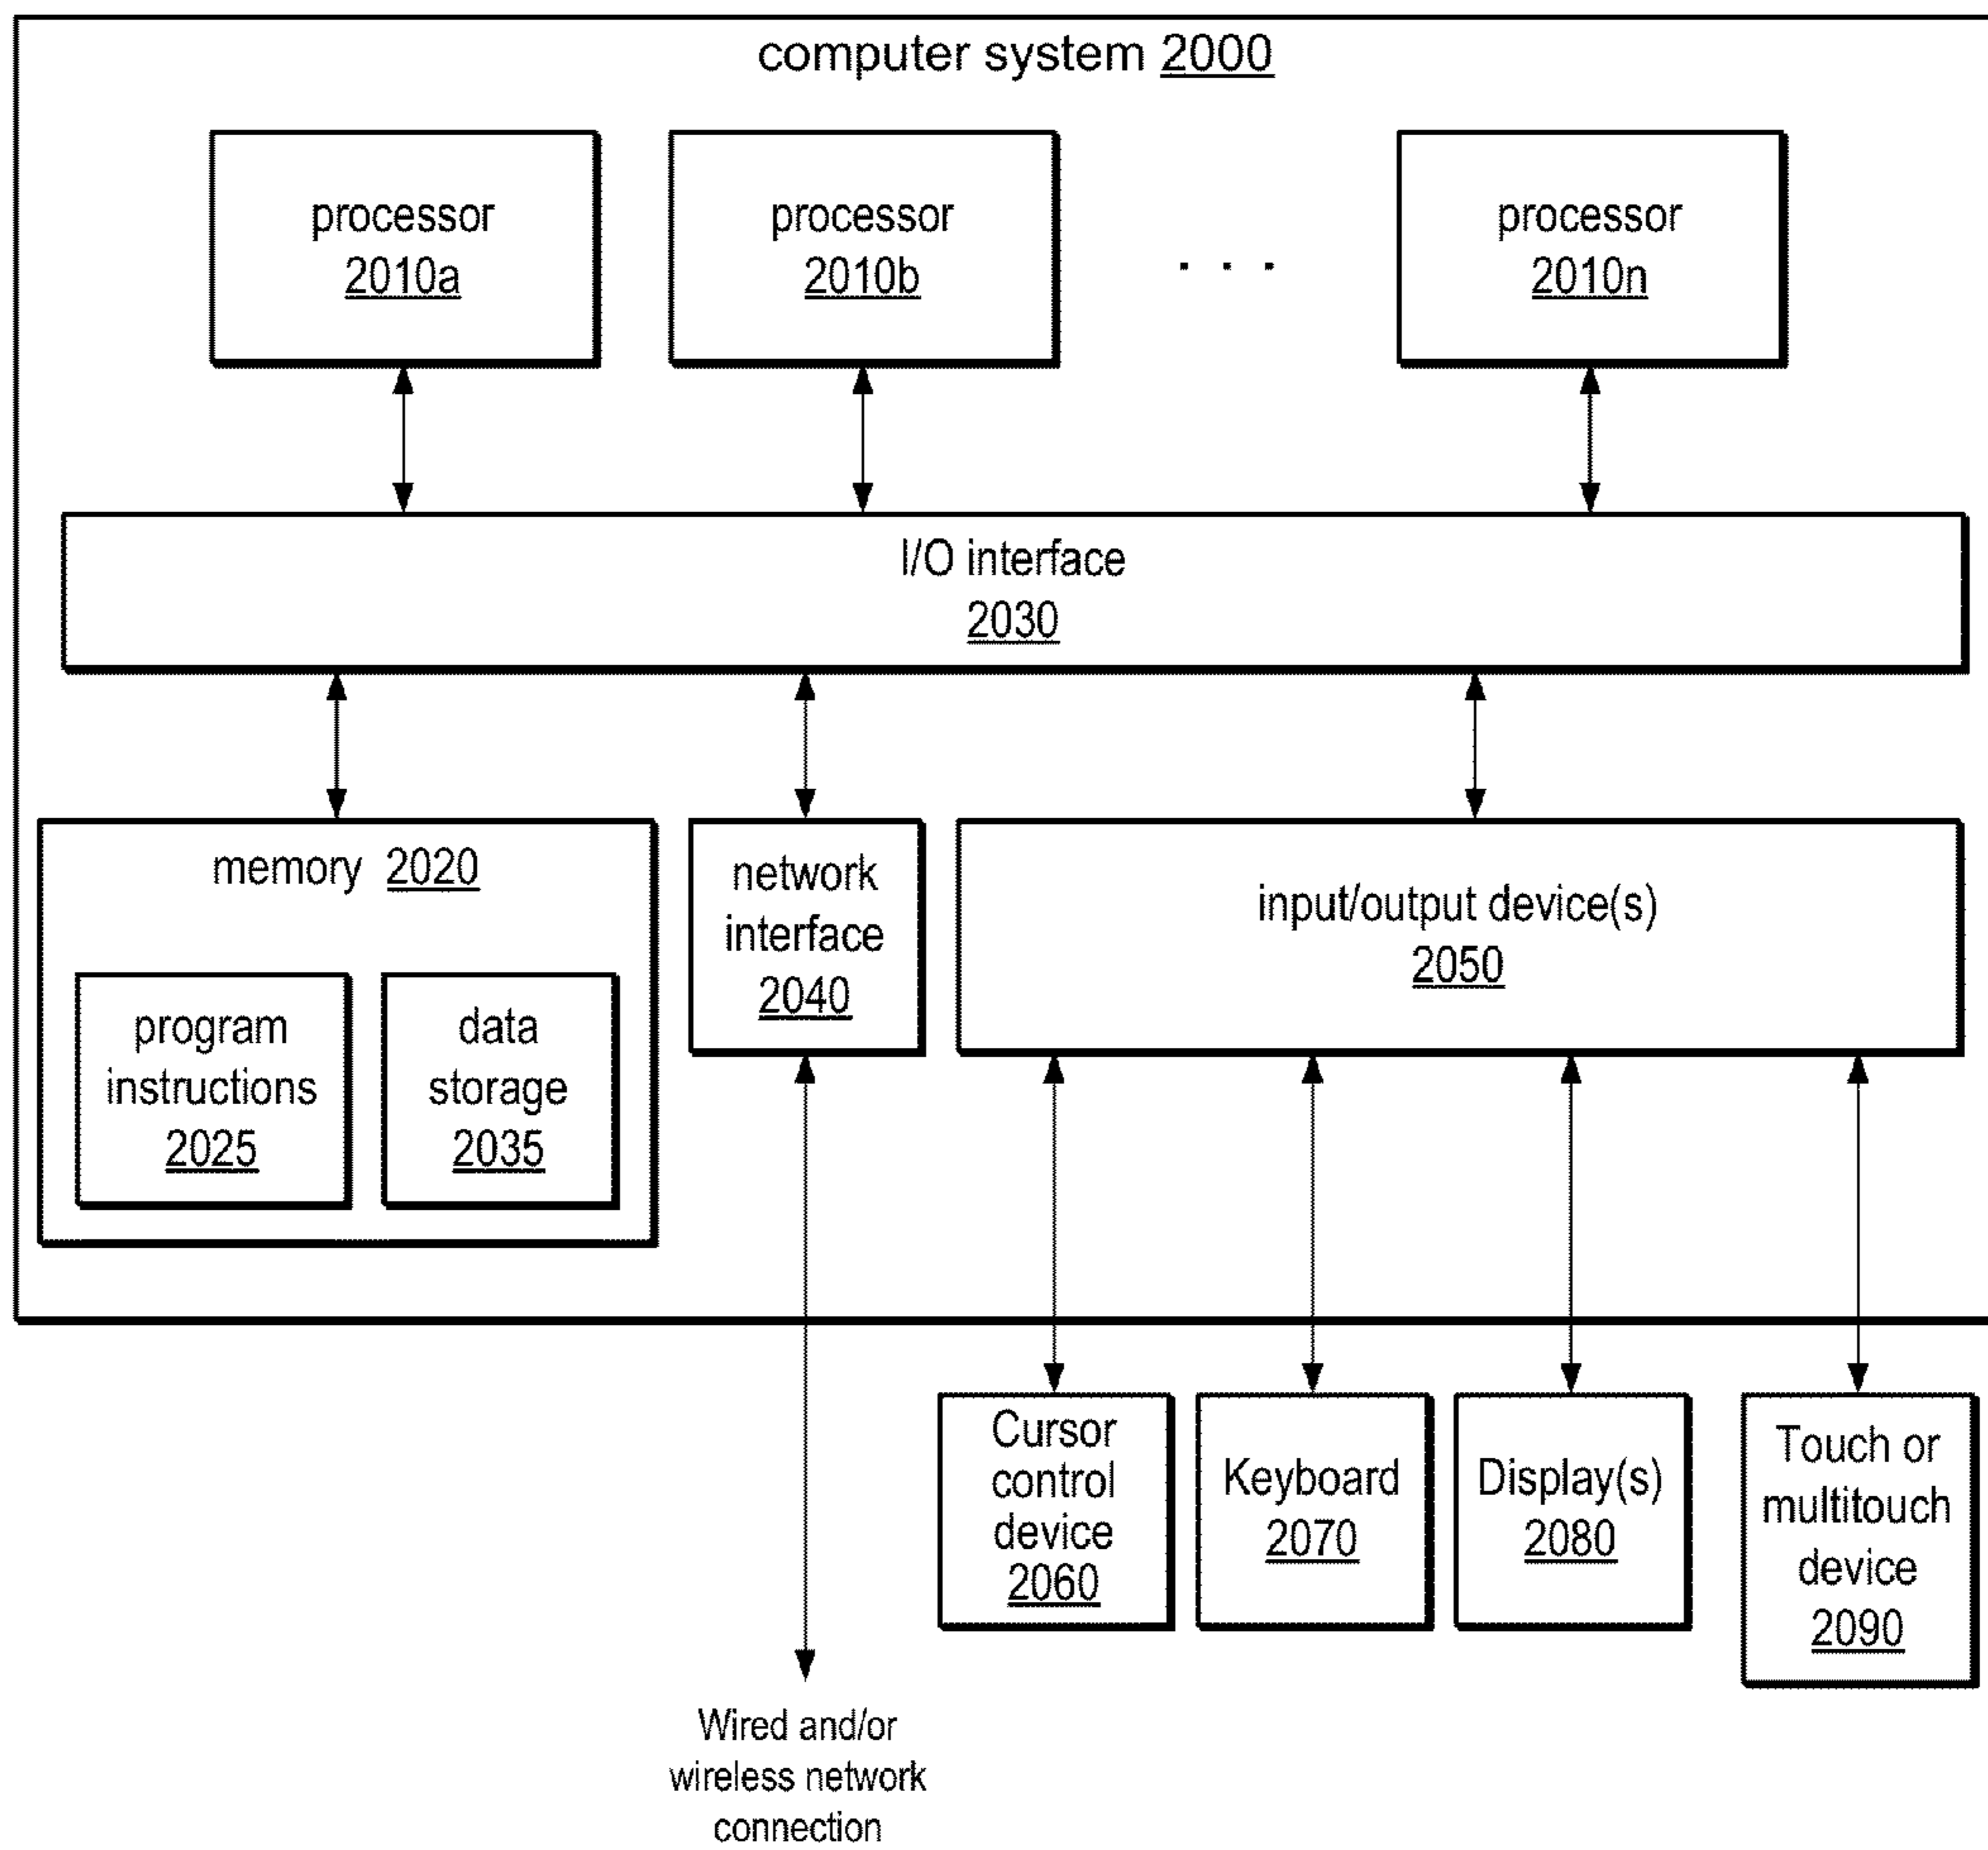 computer system 2000
processor
2010a
processor
2010b
. . .
processor
2010n
I/O interface
2030
memory 2020
program
instructions
2025
data
storage
2035
network
interface
2040
input/output device(s)
2050
Cursor
control
device
2060
Keyboard
2070
Display(s)
2080
Touch or
multitouch
device
2090
Wired and/or
wireless network
connection